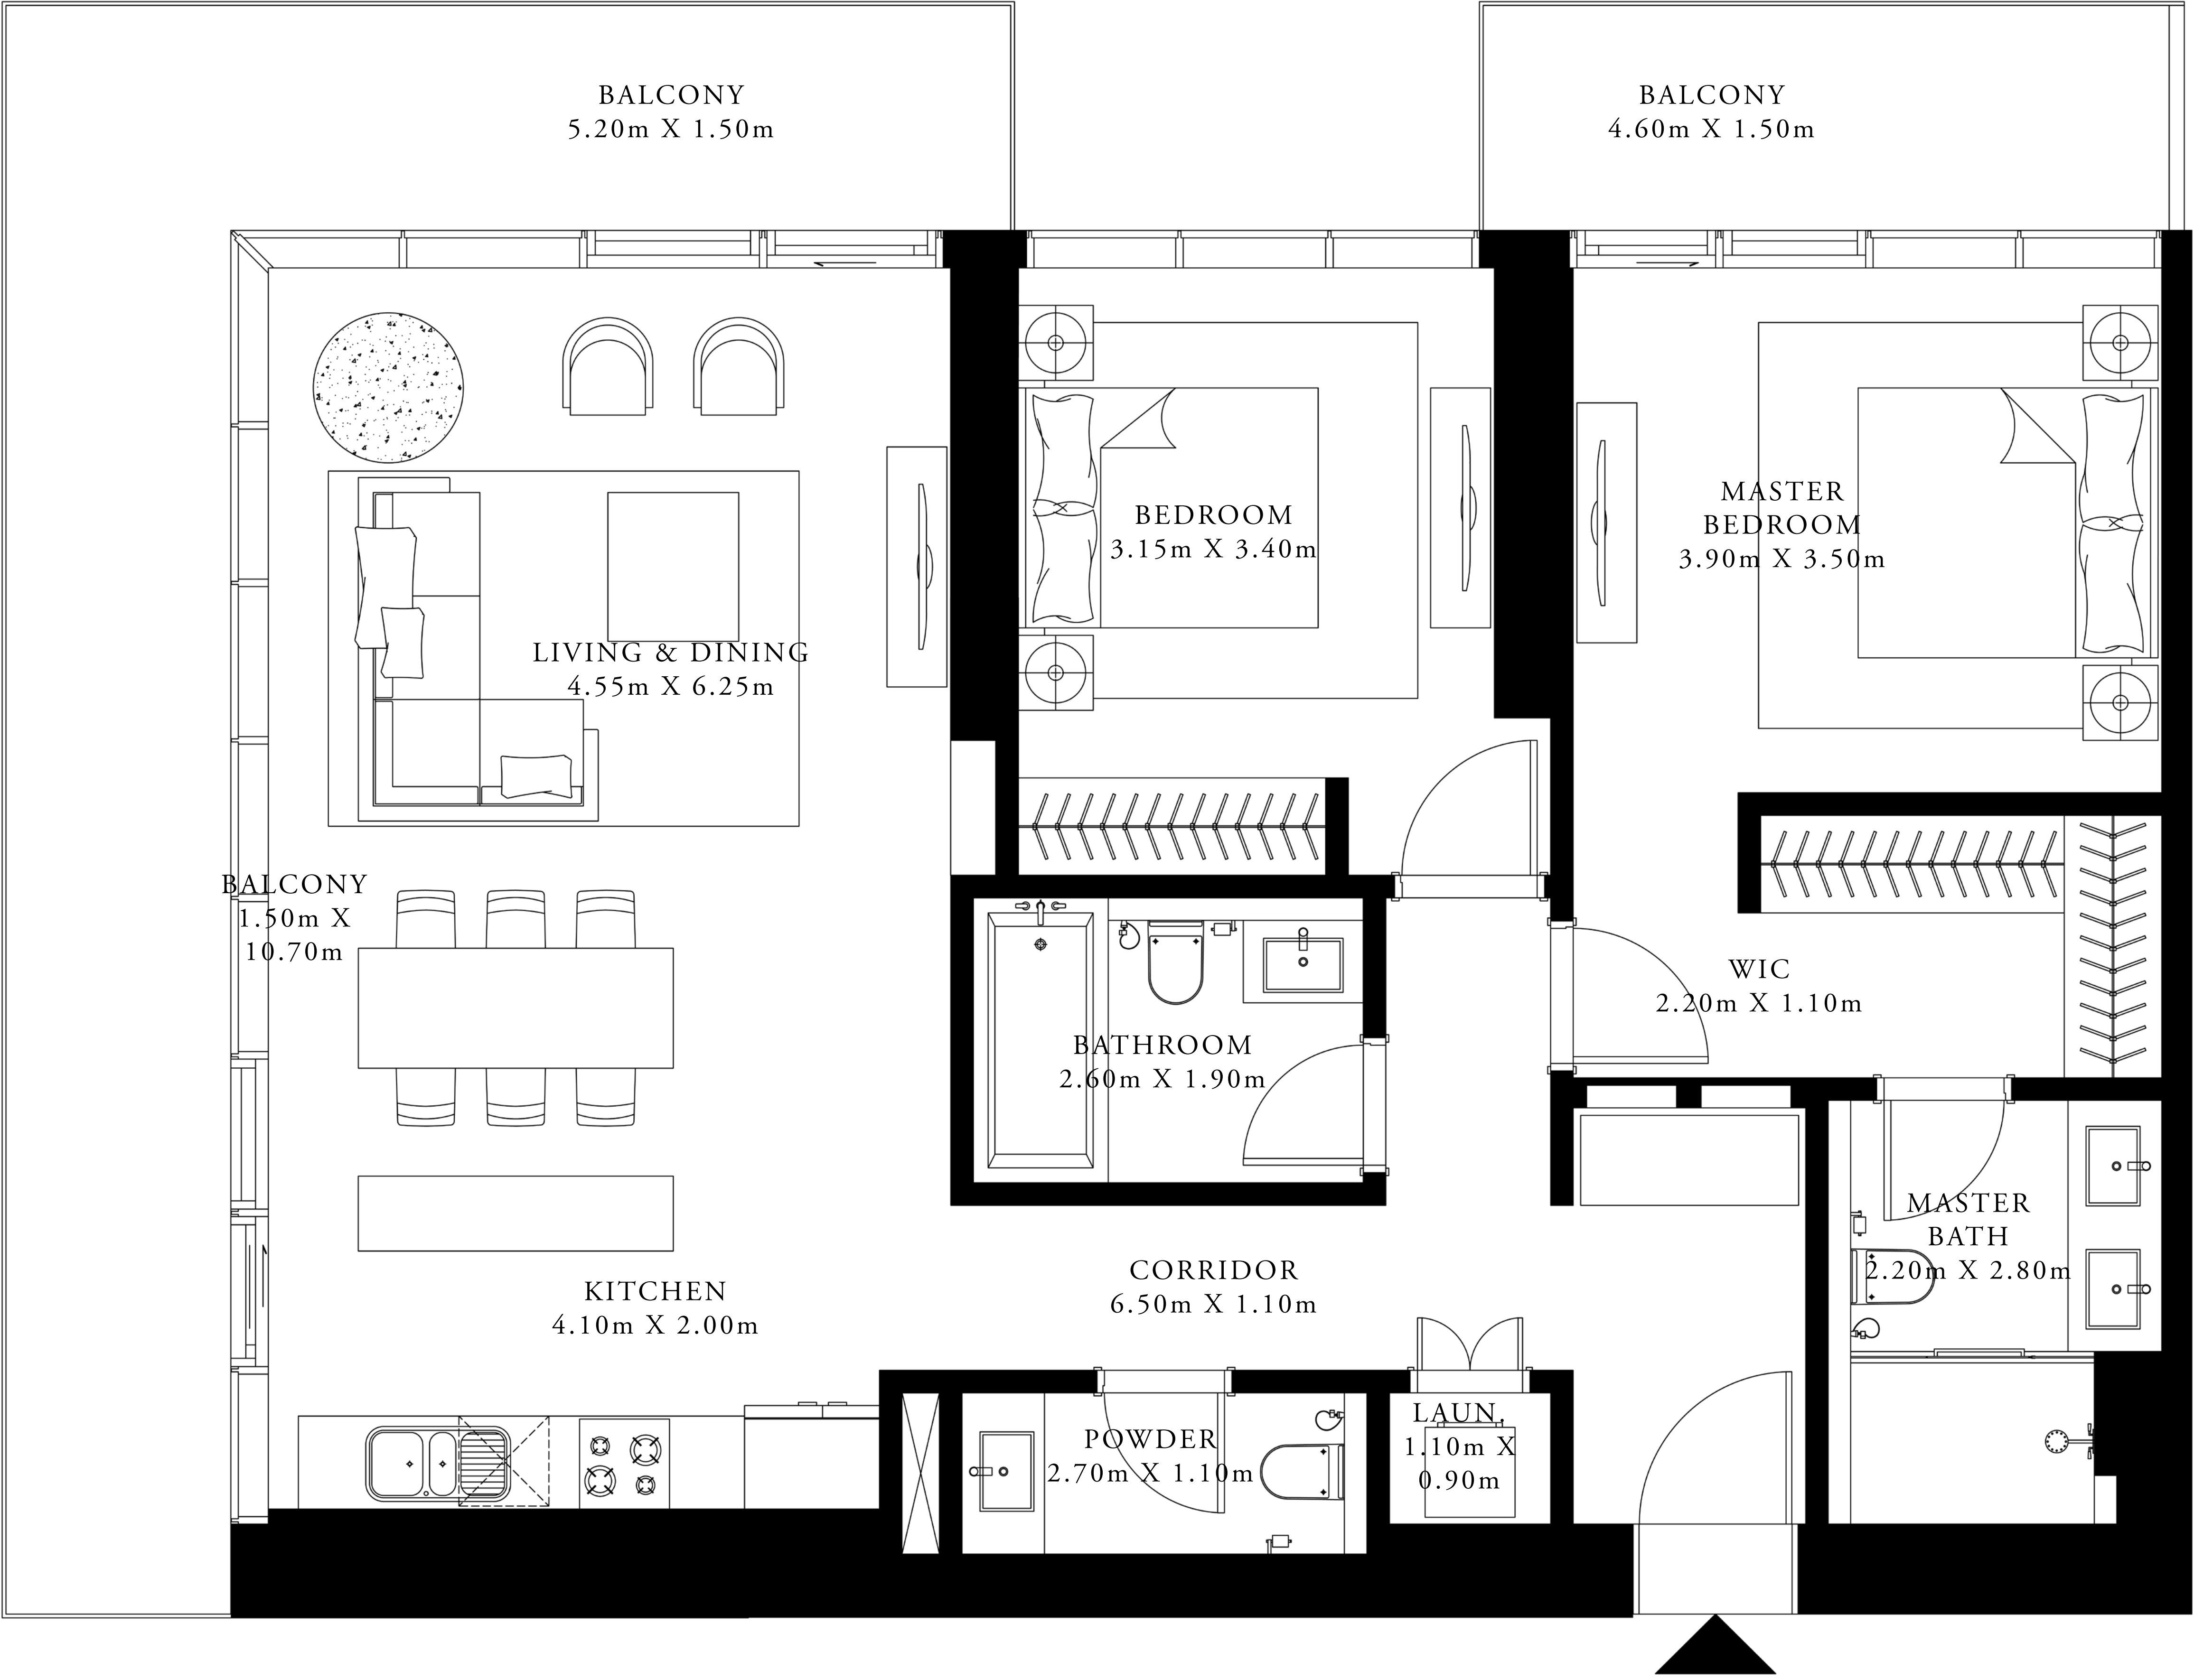 BALCONY
5.20m X 1.50m
BALCONY
4.60m X 1.50m
MASTER
BEDROOM
3.90m X 3.50m
BEDROOM
3.15m X 3.40m
LIVING & DINING
4.55m X 6.25m
BALCONY
1.50m X
10.70m
WIC
2.20m X 1.10m
BATHROOM
2.60m X 1.90m
MASTER
BATH
2.20m X 2.80m
CORRIDOR
6.50m X 1.10m
KITCHEN
4.10m X 2.00m
LAUN.
1.10m X
0.90m
POWDER
2.70m X 1.10m